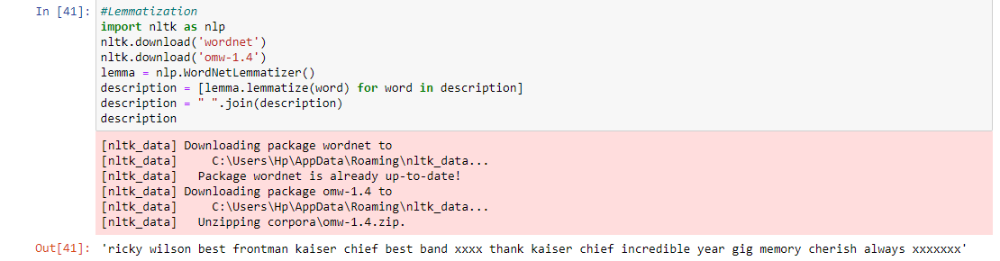 In [41]: #Lemmatization
import nltk as nlp
nltk.download('wordnet')
nltk.download('omw-1.4')
lemma = nlp.WordNetLemmatizer()
description = [lemma.lemmatize(word) for word in description]
description = " ".join(description)
description
[nltk_data] Downloading package wordnet to
[nltk_data]     C:\Users\Hp\AppData\Roaming\nltk_data...
[nltk_data]   Package wordnet is already up-to-date!
[nltk_data] Downloading package omw-1.4 to
[nltk_data]     C:\Users\Hp\AppData\Roaming\nltk_data...
[nltk_data]   Unzipping corpora\omw-1.4.zip.
Out[41]: 'ricky wilson best frontman kaiser chief best band xxxx thank kaiser chief incredible year gig memory cherish always xxxxxxx'